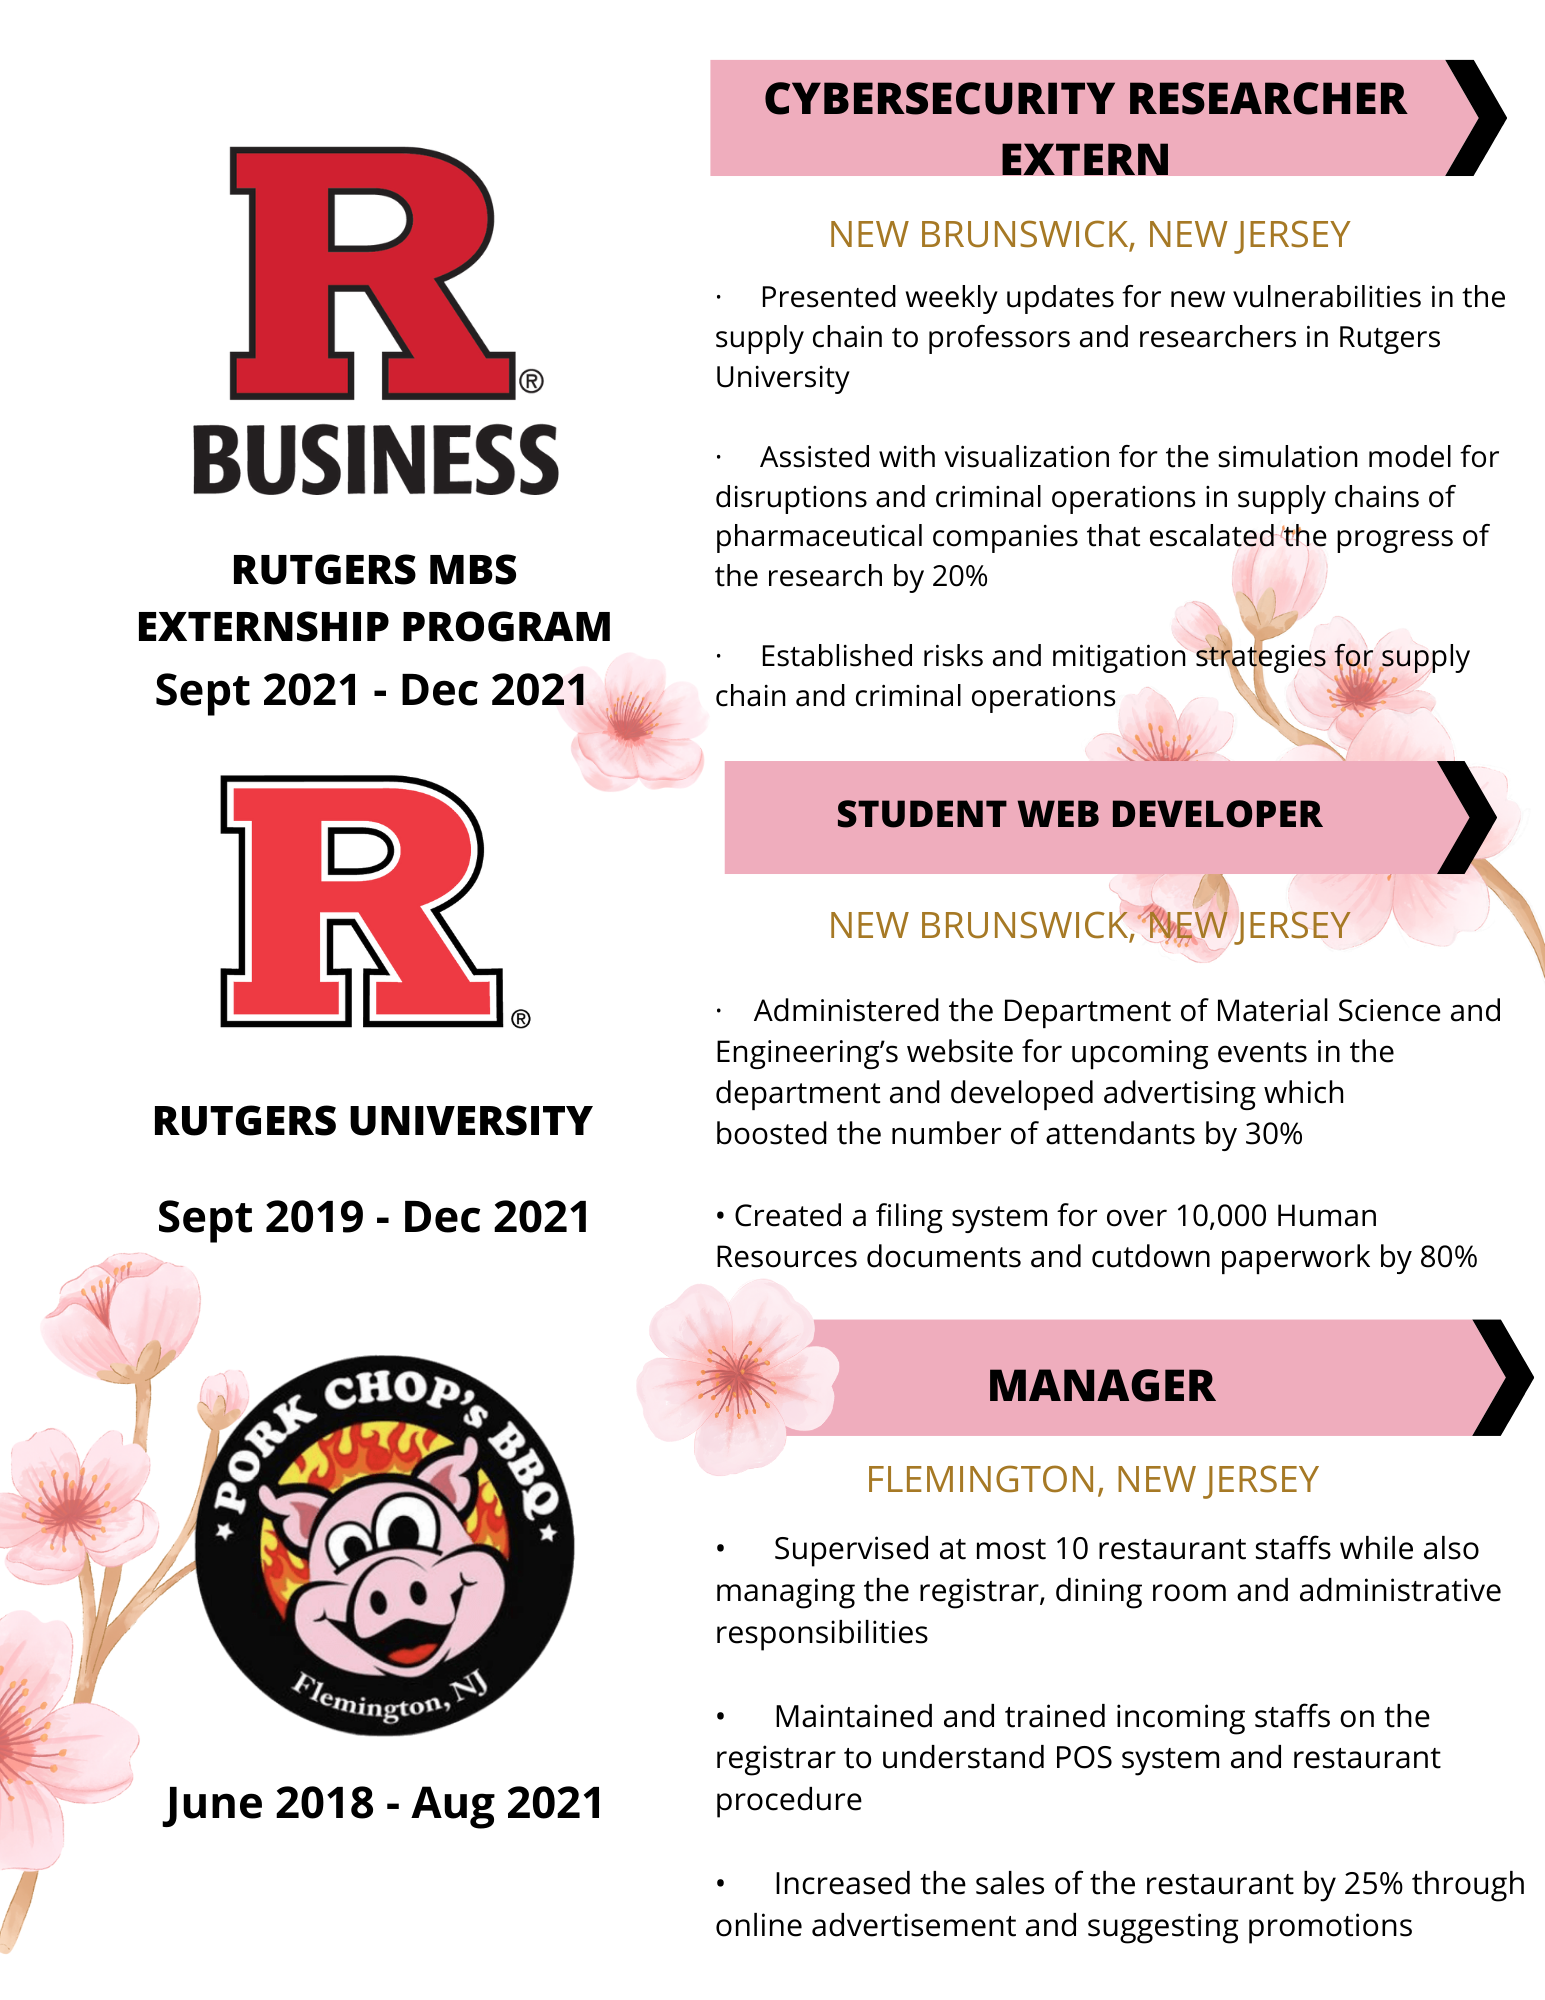 CYBERSECURITY RESEARCHER
EXTERN
R®
BUSINESS
RUTGERS MBS
EXTERNSHIP PROGRAM
Sept 2021 - Dec 2021
NEW BRUNSWICK, NEW JERSEY
· Presented weekly updates for new vulnerabilities in the
supply chain to professors and researchers in Rutgers
University
· Assisted with visualization for the simulation model for
disruptions and criminal operations in supply chains of
pharmaceutical companies that escalated the progress of
the research by 20%
· Established risks and mitigation strategies for supply
chain and criminal operations
R®
RUTGERS UNIVERSITY
Sept 2019 - Dec 2021
STUDENT WEB DEVELOPER
NEW BRUNSWICK, NEW JERSEY
· Administered the Department of Material Science and
Engineering’s website for upcoming events in the
department and developed advertising which
boosted the number of attendants by 30%
• Created a filing system for over 10,000 Human
Resources documents and cutdown paperwork by 80%
PORK CHOP's BBQ
Flemington, NJ
June 2018 - Aug 2021
MANAGER
FLEMINGTON, NEW JERSEY
• Supervised at most 10 restaurant staffs while also
managing the registrar, dining room and administrative
responsibilities
• Maintained and trained incoming staffs on the
registrar to understand POS system and restaurant
procedure
• Increased the sales of the restaurant by 25% through
online advertisement and suggesting promotions